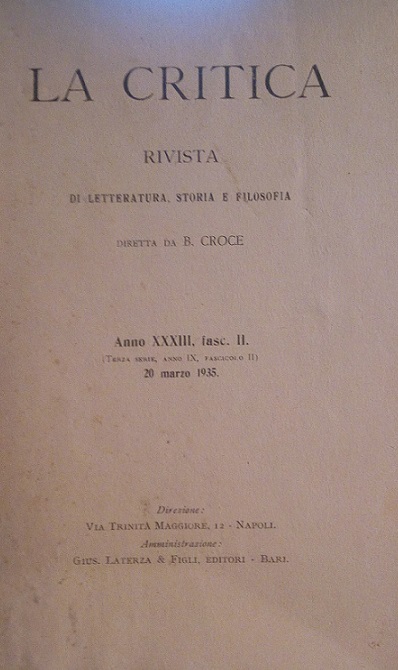 LA CRITICA
RIVISTA
DI LETTERATURA, STORIA E FILOSOFIA
DIRETTA DA B. CROCE
Anno XXXIII, fasc. II.
(Terza serie, anno IX, fascicolo II)
20 marzo 1935.
Direzione:
Via Trinità Maggiore, 12 - Napoli.
Amministrazione:
Gius. Laterza & Figli, editori - Bari.